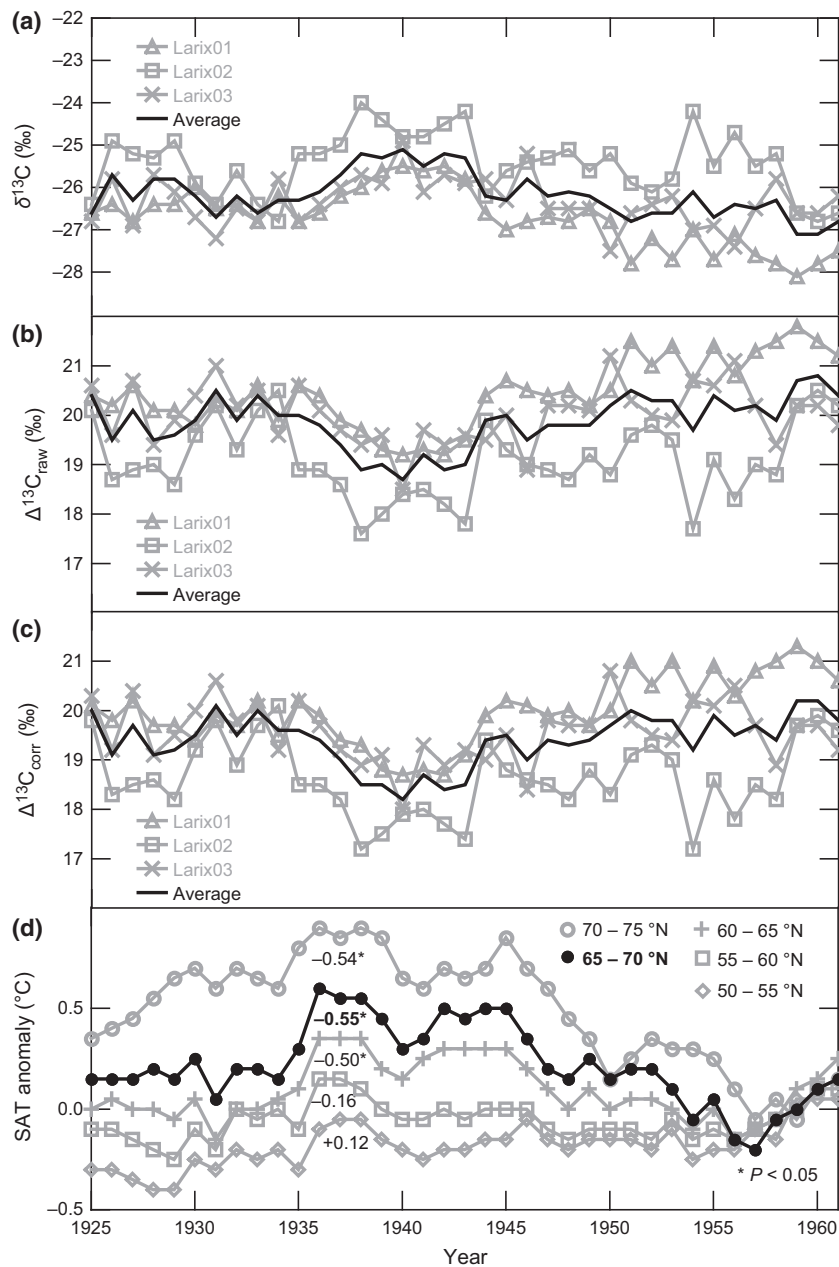 (a)
–22
–23
–24
–25
–26
–27
–28
δ¹³C (‰)
Larix01
Larix02
Larix03
Average
(b)
21
20
19
18
17
Δ¹³C_raw (‰)
Larix01
Larix02
Larix03
Average
(c)
21
20
19
18
17
Δ¹³C_corr (‰)
Larix01
Larix02
Larix03
Average
(d)
0.5
0.0
–0.5
SAT anomaly (°C)
70 – 75 °N
65 – 70 °N
60 – 65 °N
55 – 60 °N
50 – 55 °N
–0.54*
–0.55*
–0.50*
–0.16
+0.12
* P < 0.05
1925 1930 1935 1940 1945 1950 1955 1960
Year